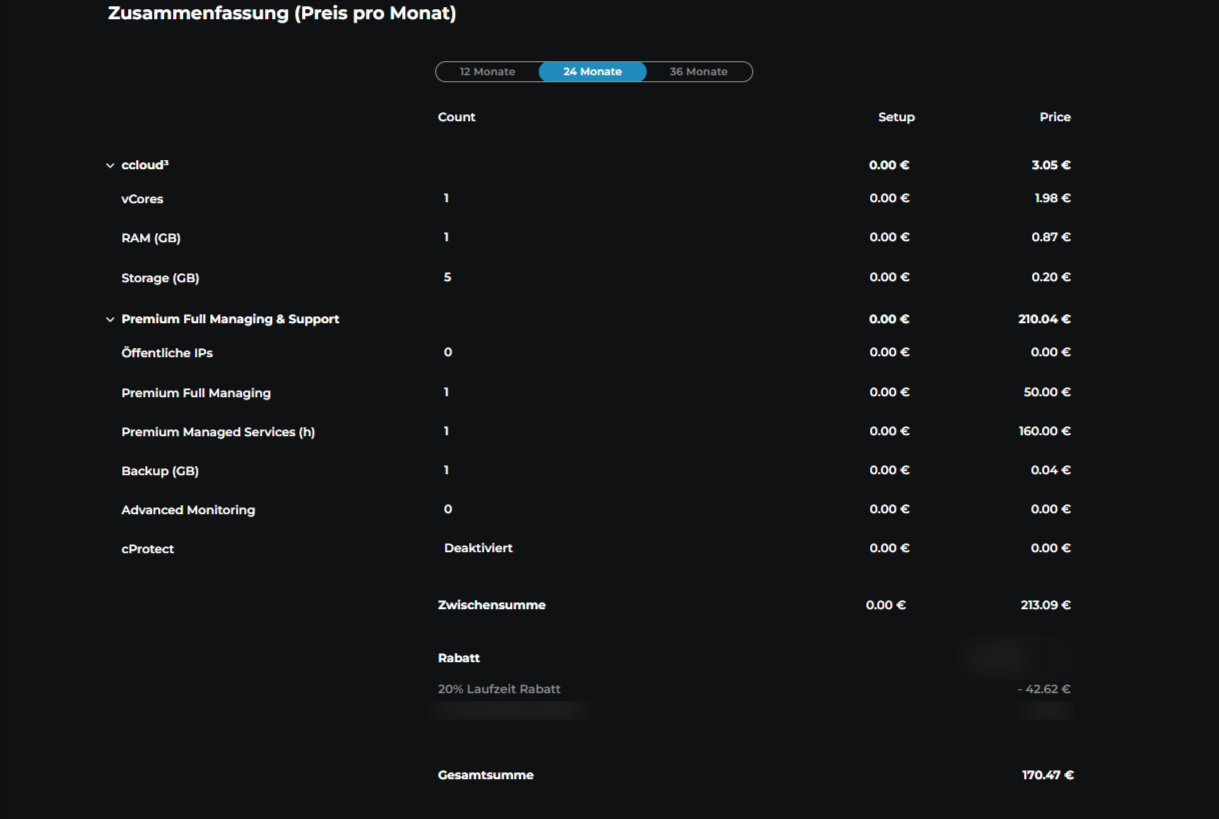 Zusammenfassung (Preis pro Monat)
12 Monate 24 Monate 36 Monate
Count Setup Price
ccloud³ 0.00 € 3.05 €
vCores 1 0.00 € 1.98 €
RAM (GB) 1 0.00 € 0.87 €
Storage (GB) 5 0.00 € 0.20 €
Premium Full Managing & Support 0.00 € 210.04 €
Öffentliche IPs 0 0.00 € 0.00 €
Premium Full Managing 1 0.00 € 50.00 €
Premium Managed Services (h) 1 0.00 € 160.00 €
Backup (GB) 1 0.00 € 0.04 €
Advanced Monitoring 0 0.00 € 0.00 €
cProtect Deaktiviert 0.00 € 0.00 €
Zwischensumme 0.00 € 213.09 €
Rabatt
20% Laufzeit Rabatt - 42.62 €
Gesamtsumme 170.47 €